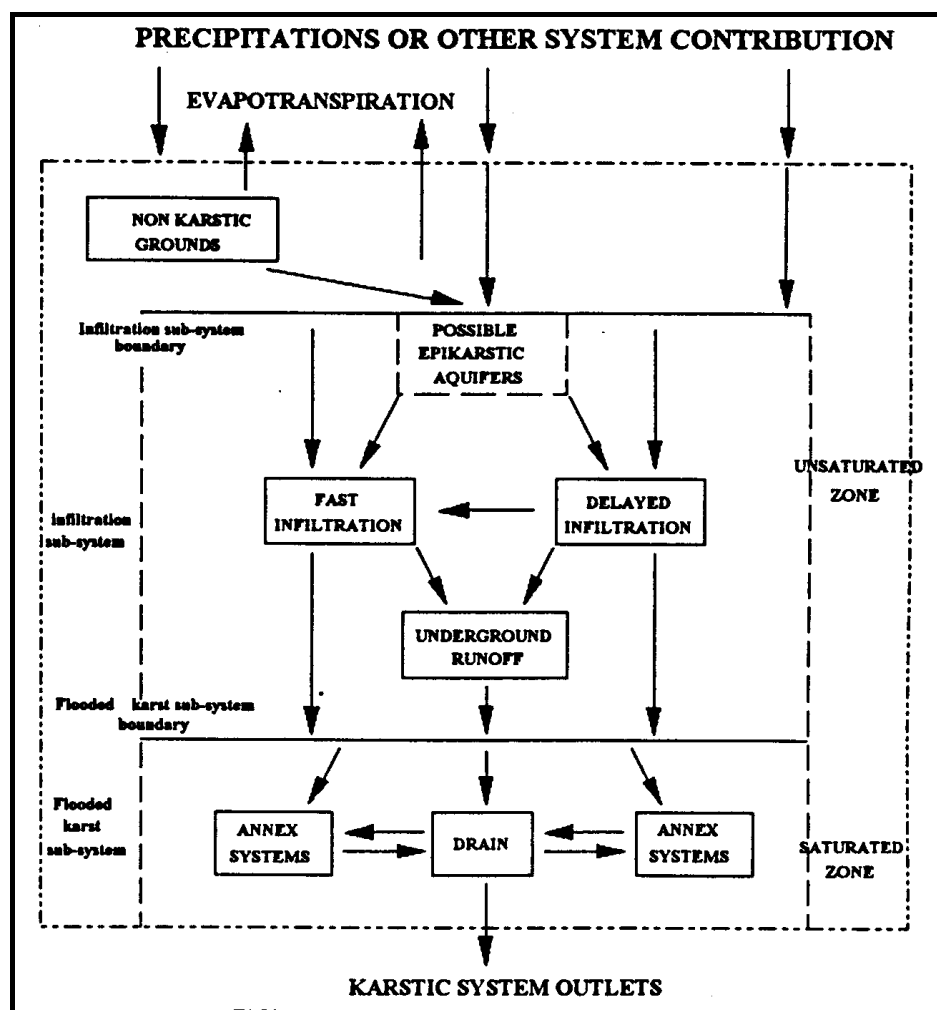 PRECIPITATIONS OR OTHER SYSTEM CONTRIBUTION
EVAPOTRANSPIRATION
NON KARSTIC
GROUNDS
Infiltration sub-system
boundary
POSSIBLE
EPIKARSTIC
AQUIFERS
UNSATURATED
ZONE
FAST
INFILTRATION
DELAYED
INFILTRATION
infiltration
sub-system
UNDERGROUND
RUNOFF
Flooded karst sub-system
boundary
Flooded
karst
sub-system
ANNEX
SYSTEMS
DRAIN
ANNEX
SYSTEMS
SATURATED
ZONE
KARSTIC SYSTEM OUTLETS